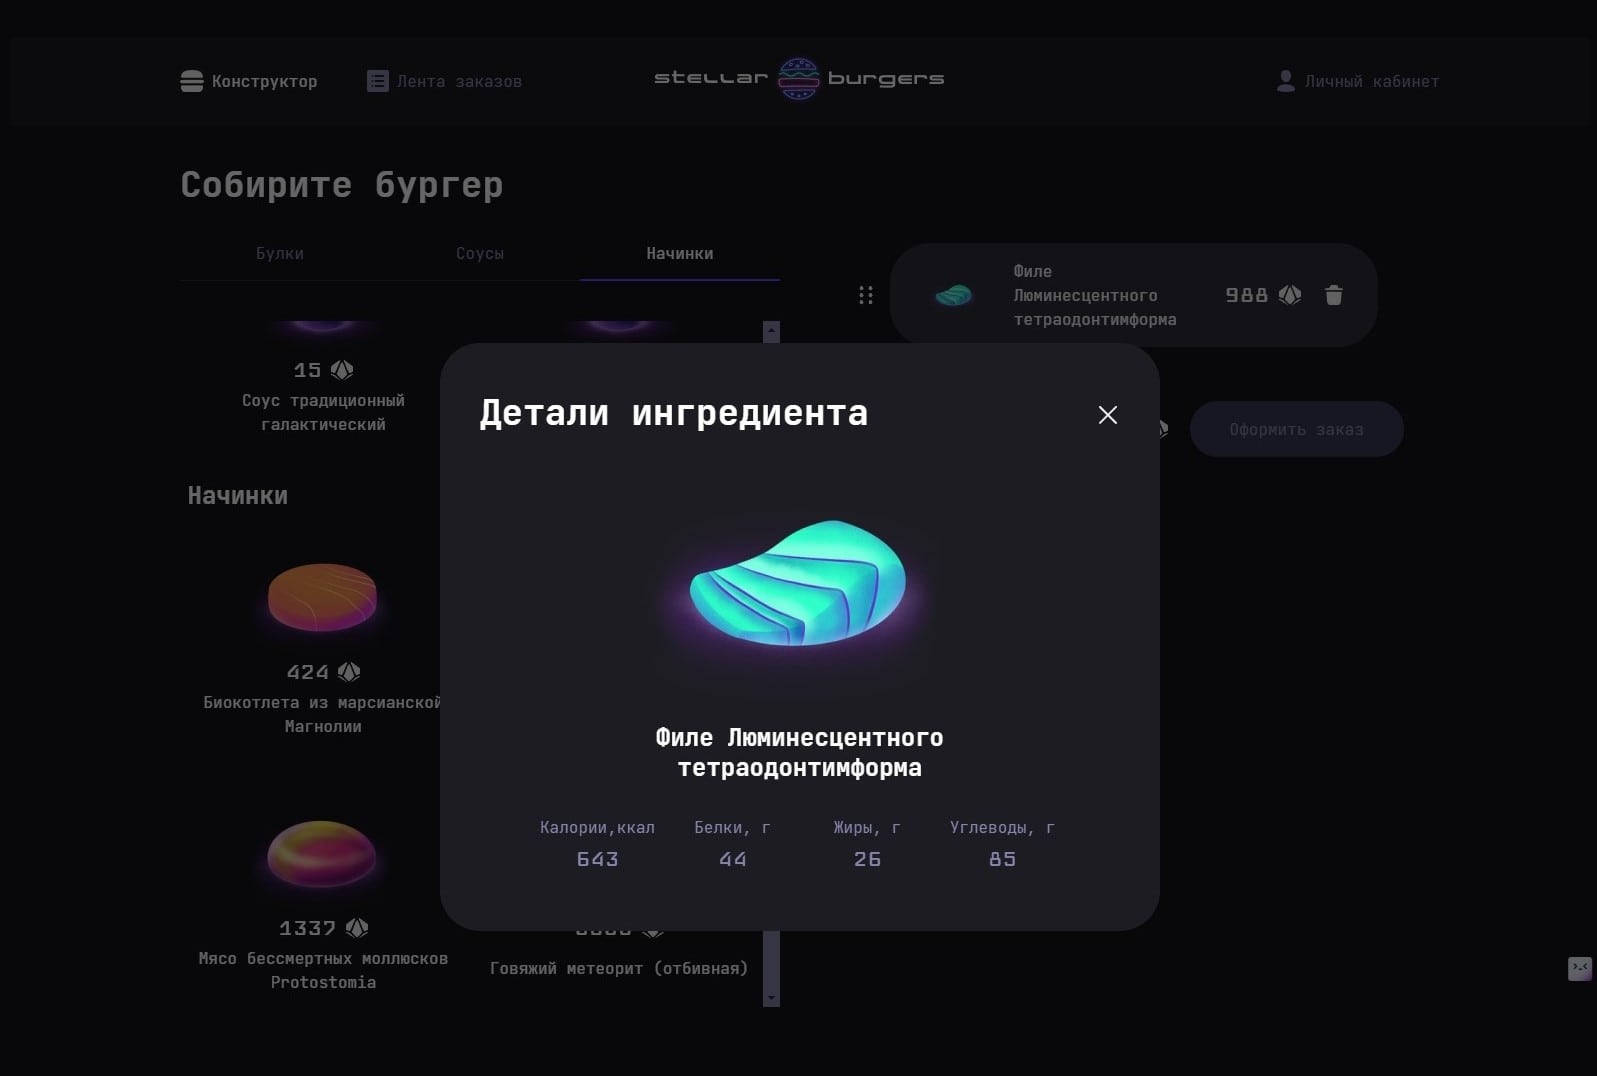 Конструктор
Лента заказов
stellar burgers
Личный кабинет
Собирите бургер
Булки
Соусы
Начинки
Филе
Люминесцентного
тетраодонтимформа
988
15
Соус традиционный
галактический
Оформить заказ
Начинки
424
Биокотлета из марсианской
Магнолии
Детали ингредиента
Филе Люминесцентного
тетраодонтимформа
Калории,ккал
Белки, г
Жиры, г
Углеводы, г
643
44
26
85
1337
Мясо бессмертных моллюсков
Protostomia
Говяжий метеорит (отбивная)